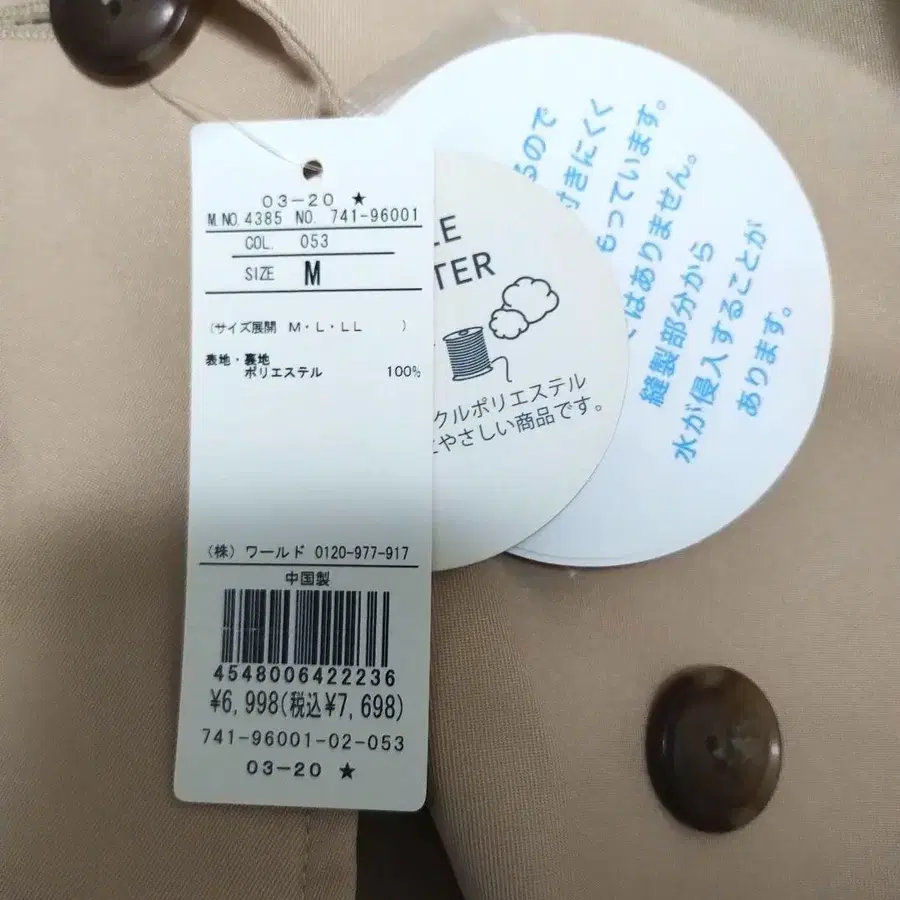 03-20 ★
M.NO.4385 NO. 741-96001
COL. 053
SIZE M
(サイズ展開 M・L・LL )
表地・裏地
ポリエステル 100%
(株) ワールド 0120-977-917
中国製
4548006422236
¥6,998(税込¥7,698)
741-96001-02-053
03-20 ★
LE
TER
クルポリエステル
とやさしい商品です。
るので
付きにくく
もっています。
はありません。
縫製部分から
水が侵入することが
あります。